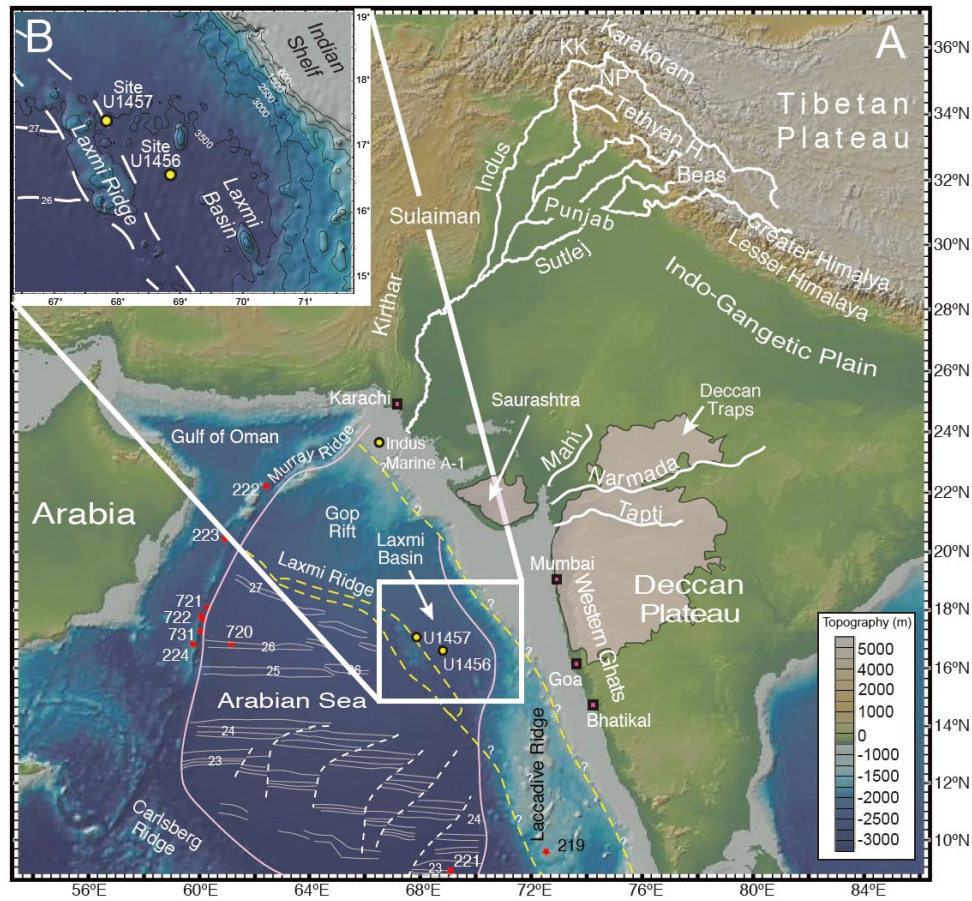 B
Indian
Shelf
Site
U1457
Site
U1456
Laxmi Ridge
Laxmi
Basin
500
1500
2500
3000
3500
27
26
67°
68°
69°
70°
71°
19°
18°
17°
16°
15°
A
KK
Karakoram
NP
Tibetan
Plateau
Tethyan H.
Indus
Beas
Sulaiman
Punjab
Greater Himalya
Lesser Himalaya
Sutlej
Kirthar
Indo-Gangetic Plain
Karachi
Saurashtra
Deccan
Traps
Gulf of Oman
Murray Ridge
Indus
Marine A-1
Mahi
Narmada
222
Arabia
Gop
Rift
Tapti
223
Laxmi
Basin
Mumbai
Laxmi Ridge
27
Deccan
Plateau
721
722
731
720
224
U1457
U1456
Western Ghats
26
26
25
Goa
Arabian Sea
Bhatikal
24
23
Laccadive Ridge
24
Carlsberg
Ridge
219
221
23
?
?
?
?
?
?
?
?
?
Topography (m)
5000
4000
2000
1000
0
-1000
-1500
-2000
-2500
-3000
36°N
34°N
32°N
30°N
28°N
26°N
24°N
22°N
20°N
18°N
16°N
14°N
12°N
10°N
56°E
60°E
64°E
68°E
72°E
76°E
80°E
84°E